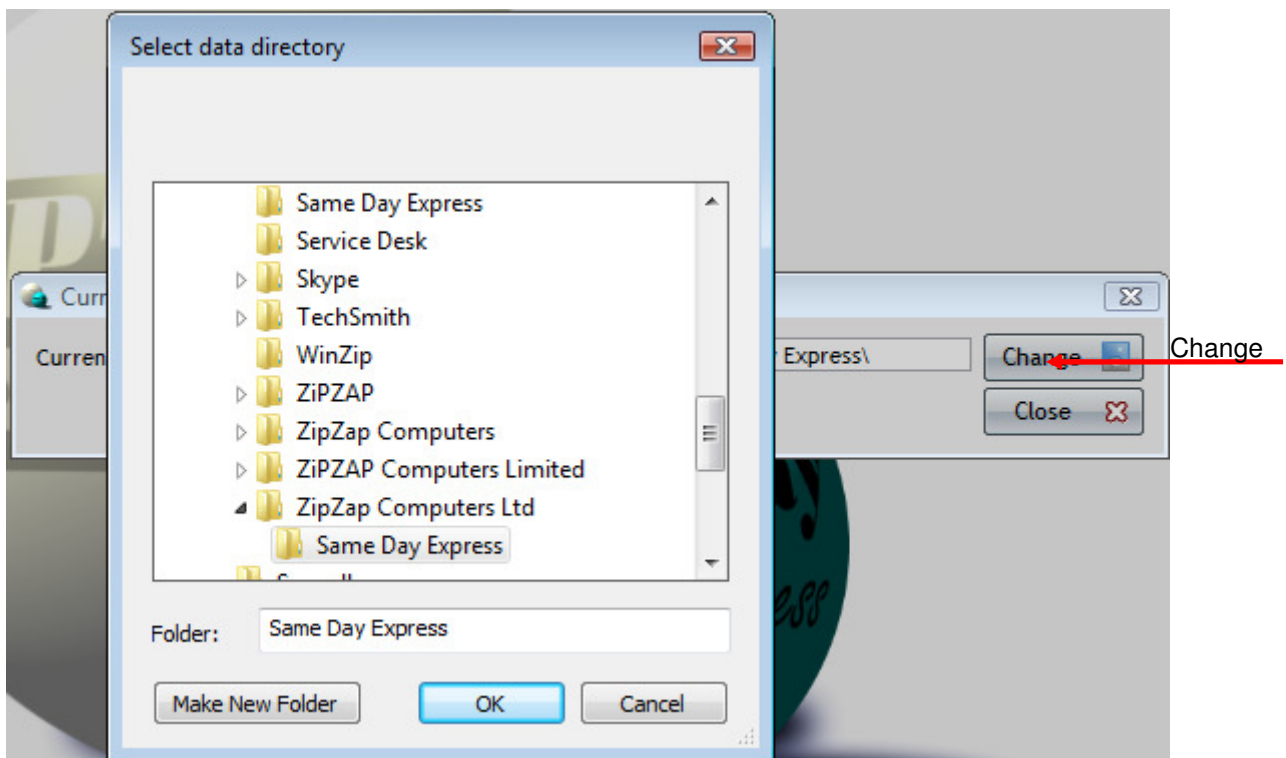 Select data directory
Same Day Express
Service Desk
Skype
TechSmith
WinZip
ZiPZAP
ZipZap Computers
ZiPZAP Computers Limited
ZipZap Computers Ltd
Same Day Express
Folder: Same Day Express
Make New Folder OK Cancel
Curr
Curren Express\ Change
Close
Change